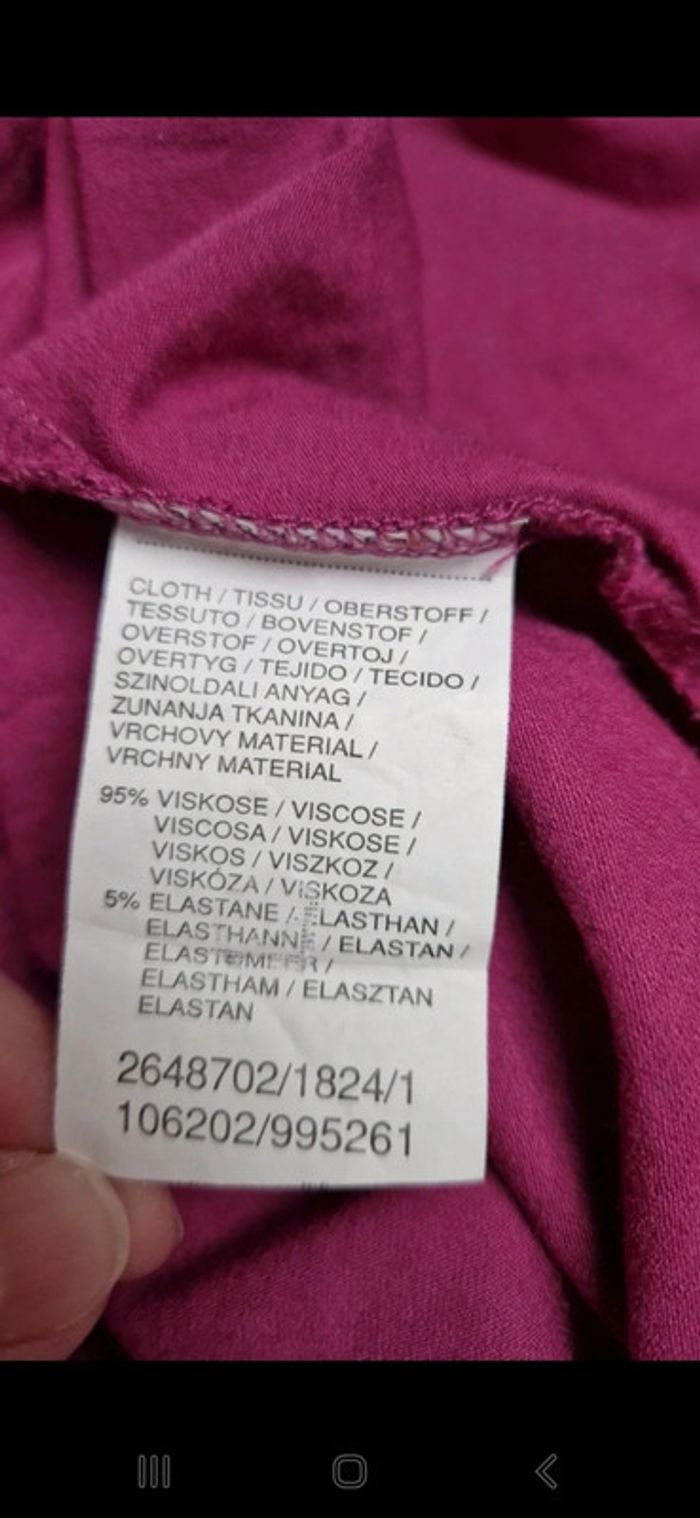 CLOTH / TISSU / OBERSTOFF /
TESSUTO / BOVENSTOF /
OVERSTOF / OVERTOJ /
OVERTYG / TEJIDO / TECIDO /
SZINOLDALI ANYAG /
ZUNANJA TKANINA /
VRCHOVY MATERIAL /
VRCHNY MATERIAL
95% VISKOSE / VISCOSE /
VISCOSA / VISKOSE /
VISKOS / VISZKOZ /
VISKÓZA / VISKOZA
5% ELASTANE / ELASTHAN /
ELASTHANNE / ELASTAN /
ELASTOMEER /
ELASTHAM / ELASZTAN
ELASTAN
2648702/1824/1
106202/995261